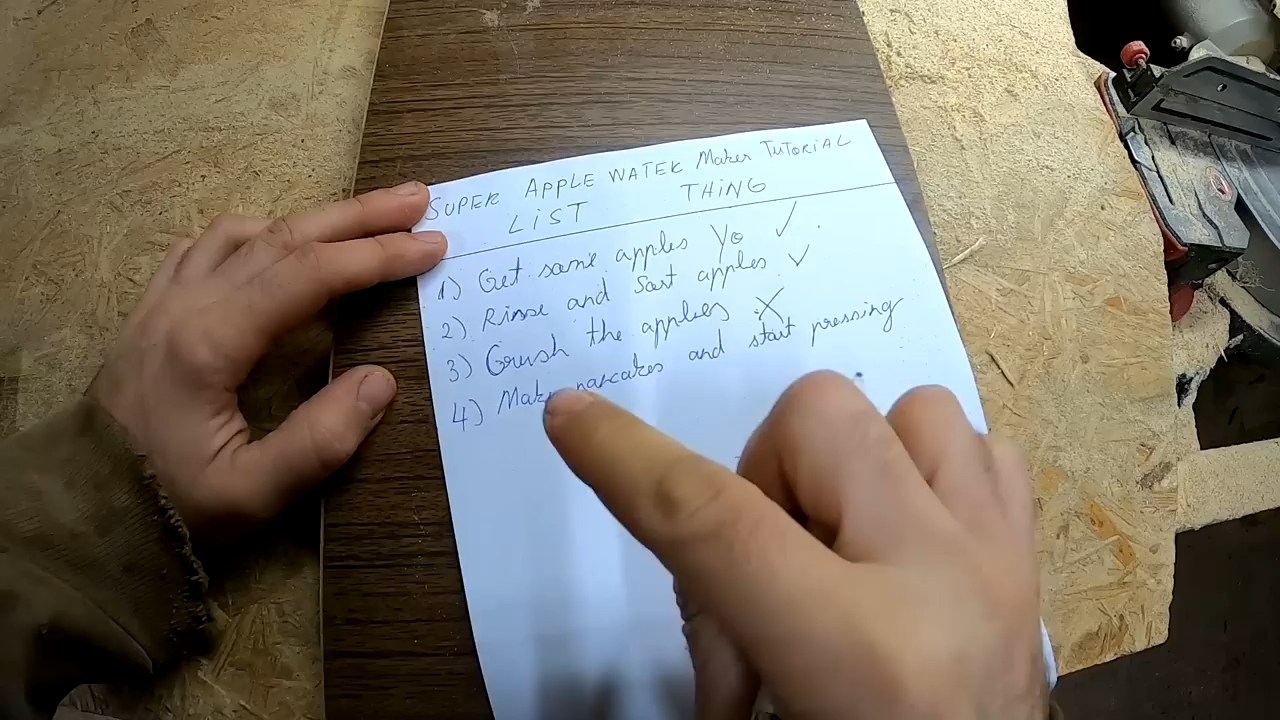 SUPER APPLE WATER Maker TUTORIAL
LIST THING
1) Get some apples Yo ✓
2) Rinse and Sort apples ✓
3) Crush the apples X
4) Make pancakes and start pressing